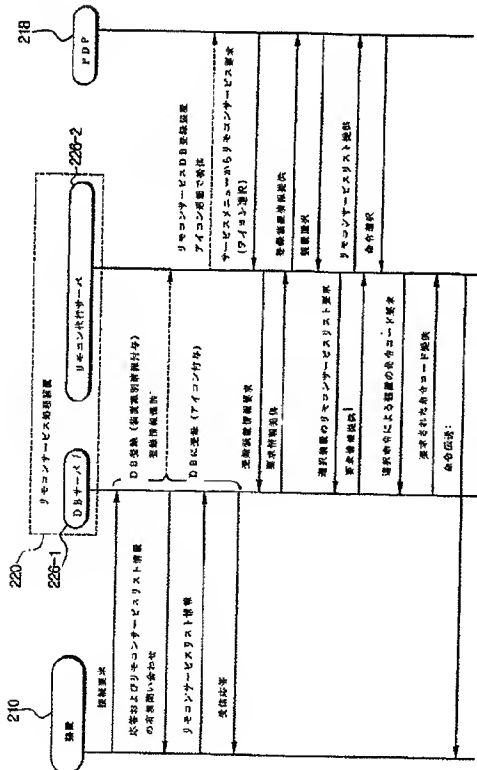 210
装置
220
リモコンサービス処理装置
226-1
DBサーバ
226-2
リモコン代行サーバ
218
PDP
接続要求
DB登録(装置識別情報付与)
登録情報提供
応答およびリモコンサービスリスト情報
の有無問い合わせ
リモコンサービスリスト情報
DBに登録(アイコン付与)
受信応答
リモコンサービスDB登録装置
アイコン活動で
サービスメニューからリモコンサービス要求
(アイコン選択)
登録装置情報要求
要求情報提供
登録装置情報提供
装置選択
選択装置のリモコンサービスリスト要求
要求情報提供
リモコンサービスリスト提供
命令選択
選択命令による装置の命令コード要求
要求された命令コード提供
命令伝送